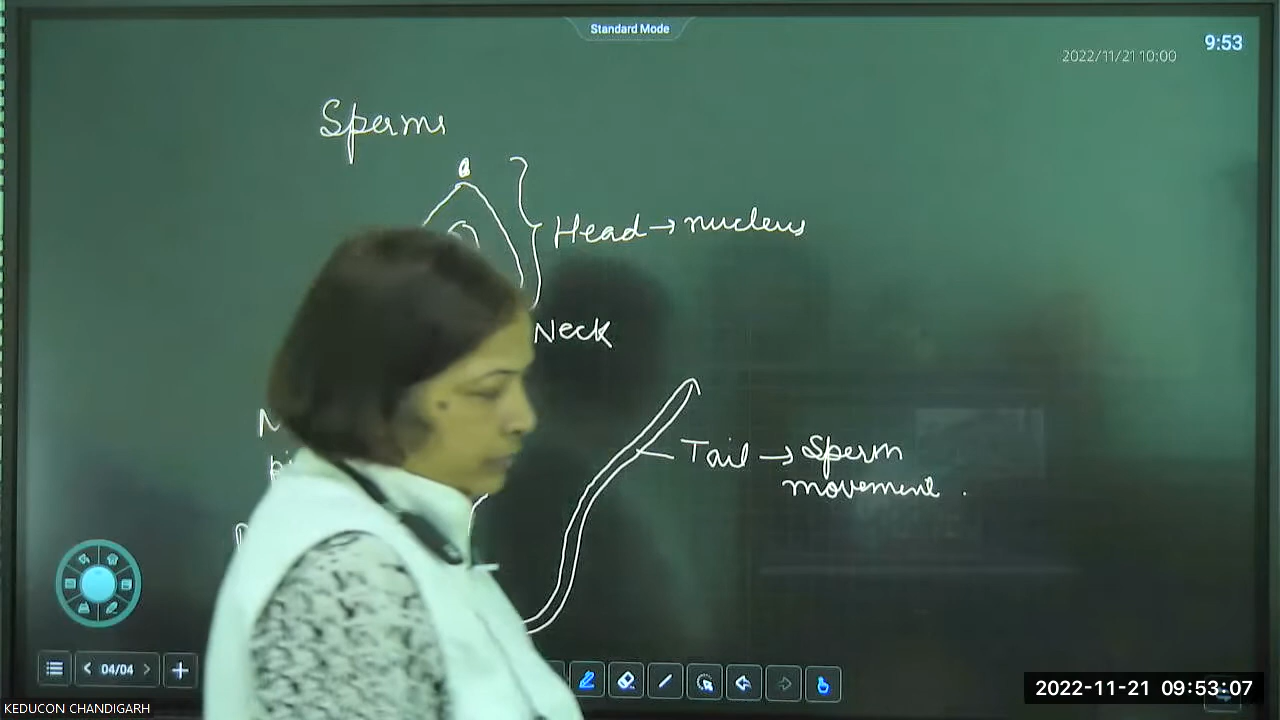 Standard Mode
9:53
2022/11/21 10:00
Sperms
Head → nucleus
Neck
Tail → Sperm
movement .
04/04
2022-11-21 09:53:07
KEDUCON CHANDIGARH